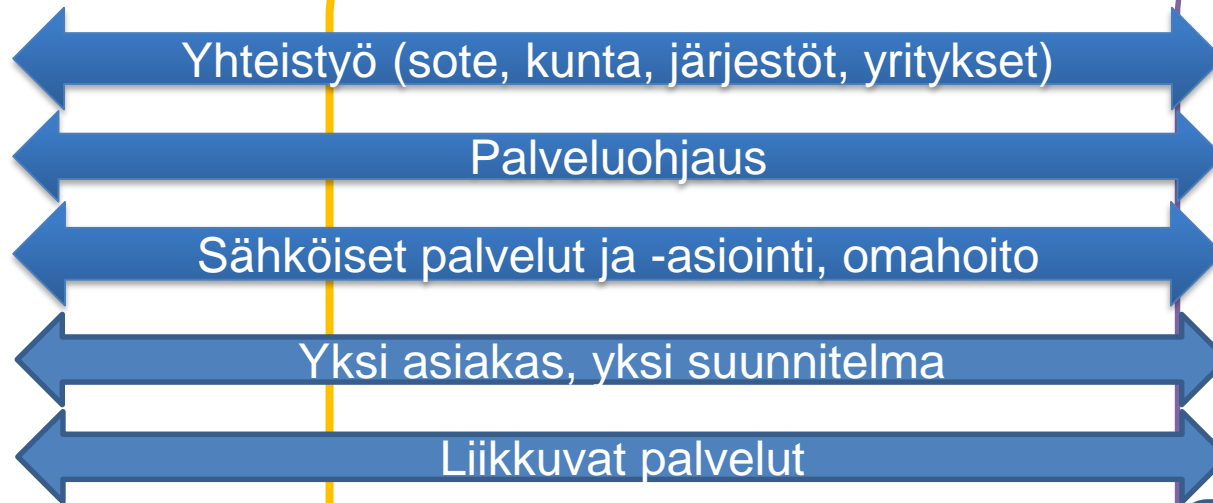 Yhteistyö (sote, kunta, järjestöt, yritykset)
Palveluohjaus
Sähköiset palvelut ja -asiointi, omahoito
Yksi asiakas, yksi suunnitelma
Liikkuvat palvelut